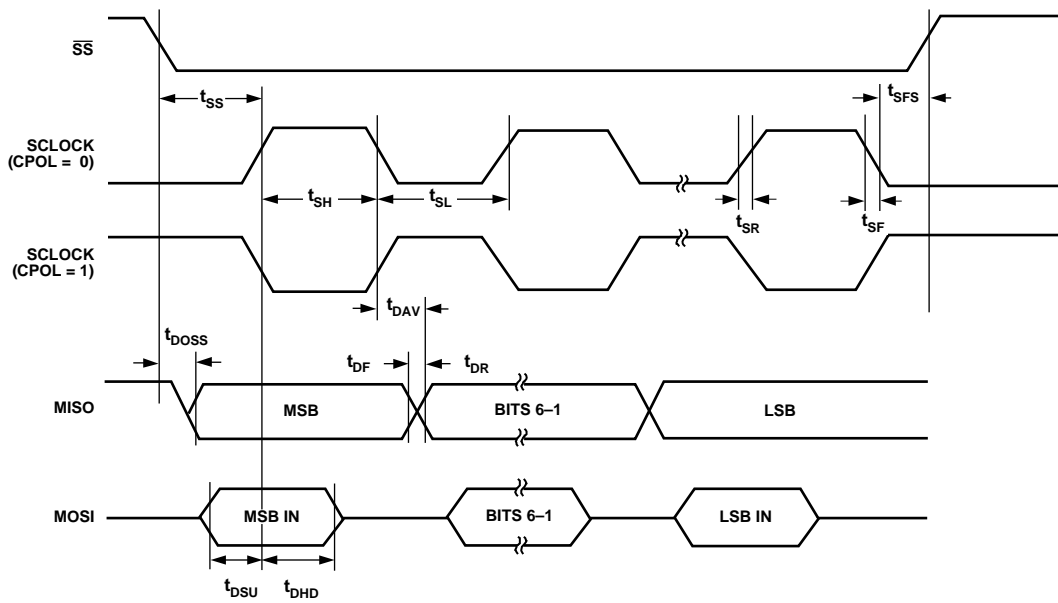 SS
tSS
tSFS
SCLOCK
(CPOL = 0)
tSH
tSL
tSR
tSF
SCLOCK
(CPOL = 1)
tDAV
tDOSS
tDF
tDR
MISO
MSB
BITS 6–1
LSB
MOSI
MSB IN
BITS 6–1
LSB IN
tDSU
tDHD